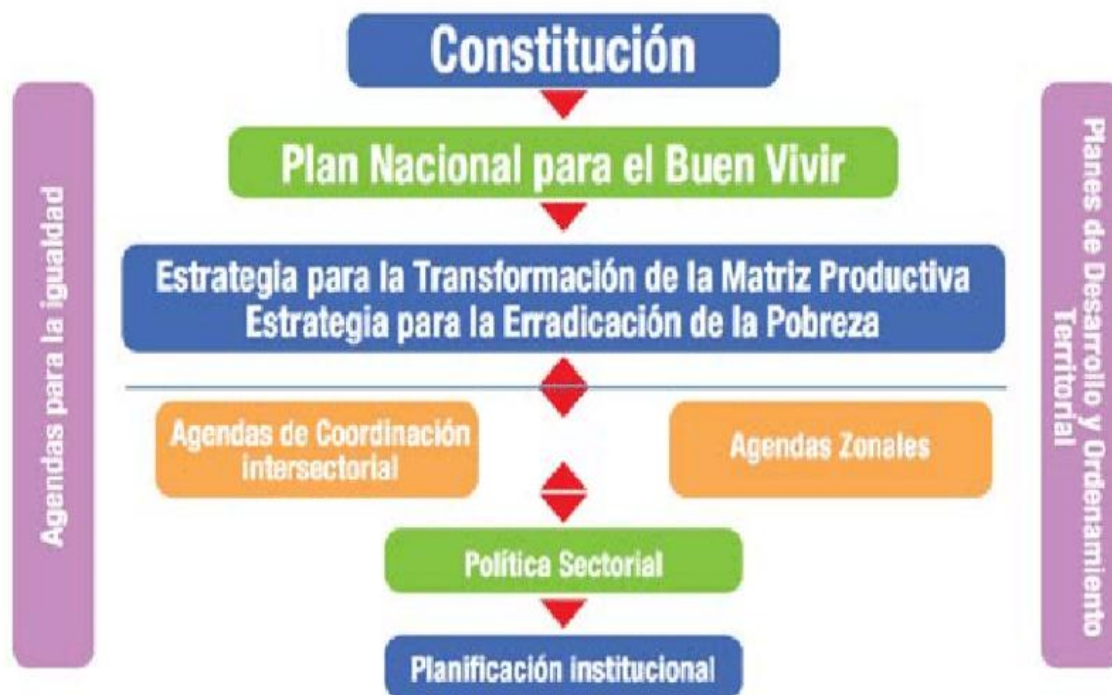 Constitución
Plan Nacional para el Buen Vivir
Estrategia para la Transformación de la Matriz Productiva
Estrategia para la Erradicación de la Pobreza
Agendas de Coordinación
intersectorial
Agendas Zonales
Política Sectorial
Planificación institucional
Agendas para la igualdad
Planes de Desarrollo y Ordenamiento
Territorial